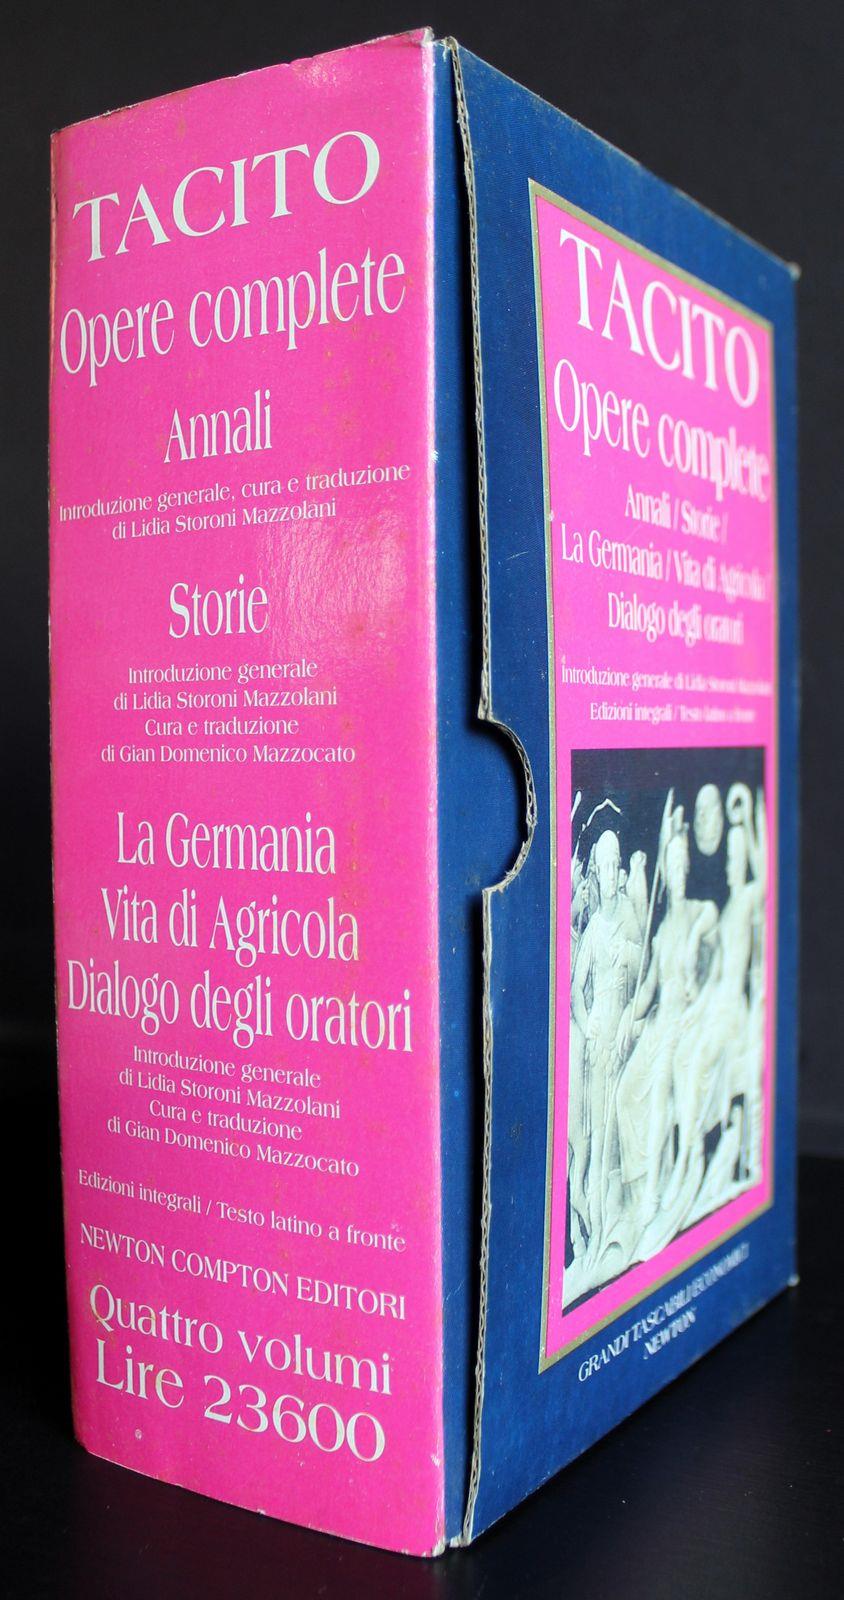 TACITO
Opere complete
Annali
Introduzione generale, cura e traduzione
di Lidia Storoni Mazzolani
Storie
Introduzione generale
di Lidia Storoni Mazzolani
Cura e traduzione
di Gian Domenico Mazzocato
La Germania
Vita di Agricola
Dialogo degli oratori
Introduzione generale
di Lidia Storoni Mazzolani
Cura e traduzione
di Gian Domenico Mazzocato
Edizioni integrali / Testo latino a fronte
NEWTON COMPTON EDITORI
Quattro volumi
Lire 23600
TACITO
Opere complete
Annali / Storie /
La Germania / Vita di Agricola /
Dialogo degli oratori
Introduzione generale di Lidia Storoni Mazzolani
Edizioni integrali / Testo latino a fronte
GRANDI TASCABILI ECONOMICI
NEWTON